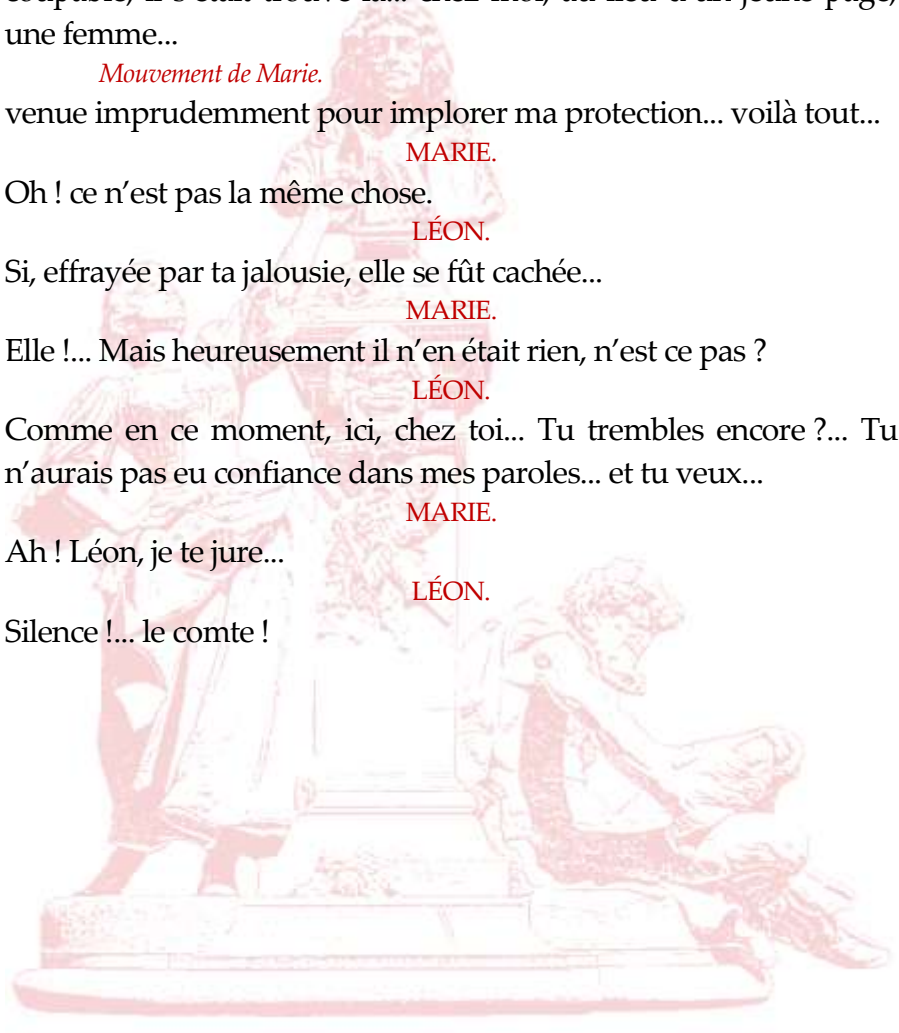 une femme...
Mouvement de Marie.
venue imprudemment pour implorer ma protection... voilà tout...
MARIE.
Oh ! ce n’est pas la même chose.
LÉON.
Si, effrayée par ta jalousie, elle se fût cachée...
MARIE.
Elle !... Mais heureusement il n’en était rien, n’est ce pas ?
LÉON.
Comme en ce moment, ici, chez toi... Tu trembles encore ?... Tu
n’aurais pas eu confiance dans mes paroles... et tu veux...
MARIE.
Ah ! Léon, je te jure...
LÉON.
Silence !... le comte !